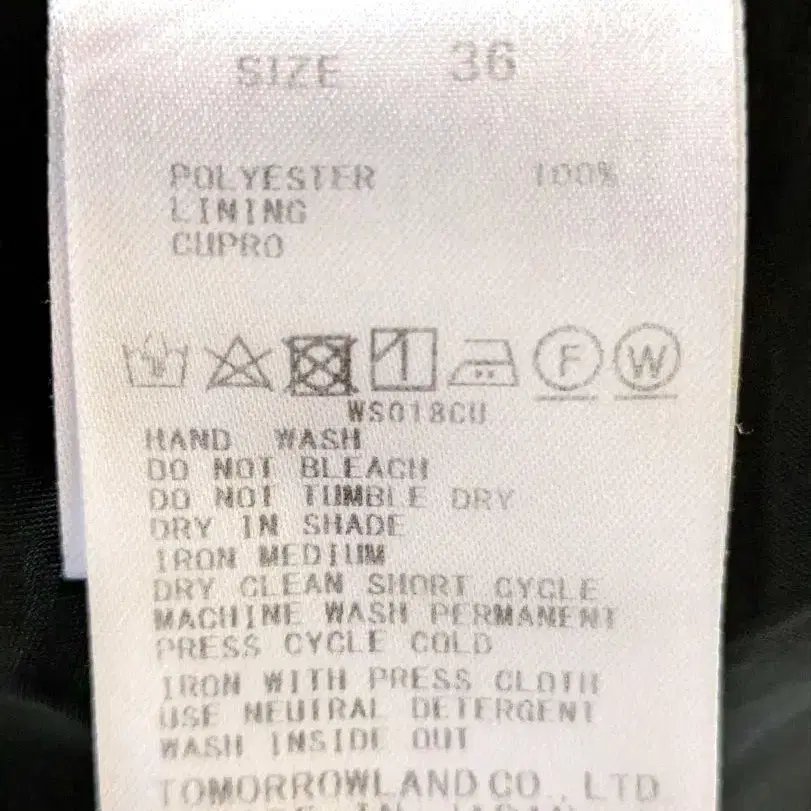 SIZE 36
POLYESTER 100%
LINING
CUPRO
F W
WS018CU
HAND WASH
DO NOT BLEACH
DO NOT TUMBLE DRY
DRY IN SHADE
IRON MEDIUM
DRY CLEAN SHORT CYCLE
MACHINE WASH PERMANENT
PRESS CYCLE COLD
IRON WITH PRESS CLOTH
USE NEUTRAL DETERGENT
WASH INSIDE OUT
TOMORROWLAND CO., LTD